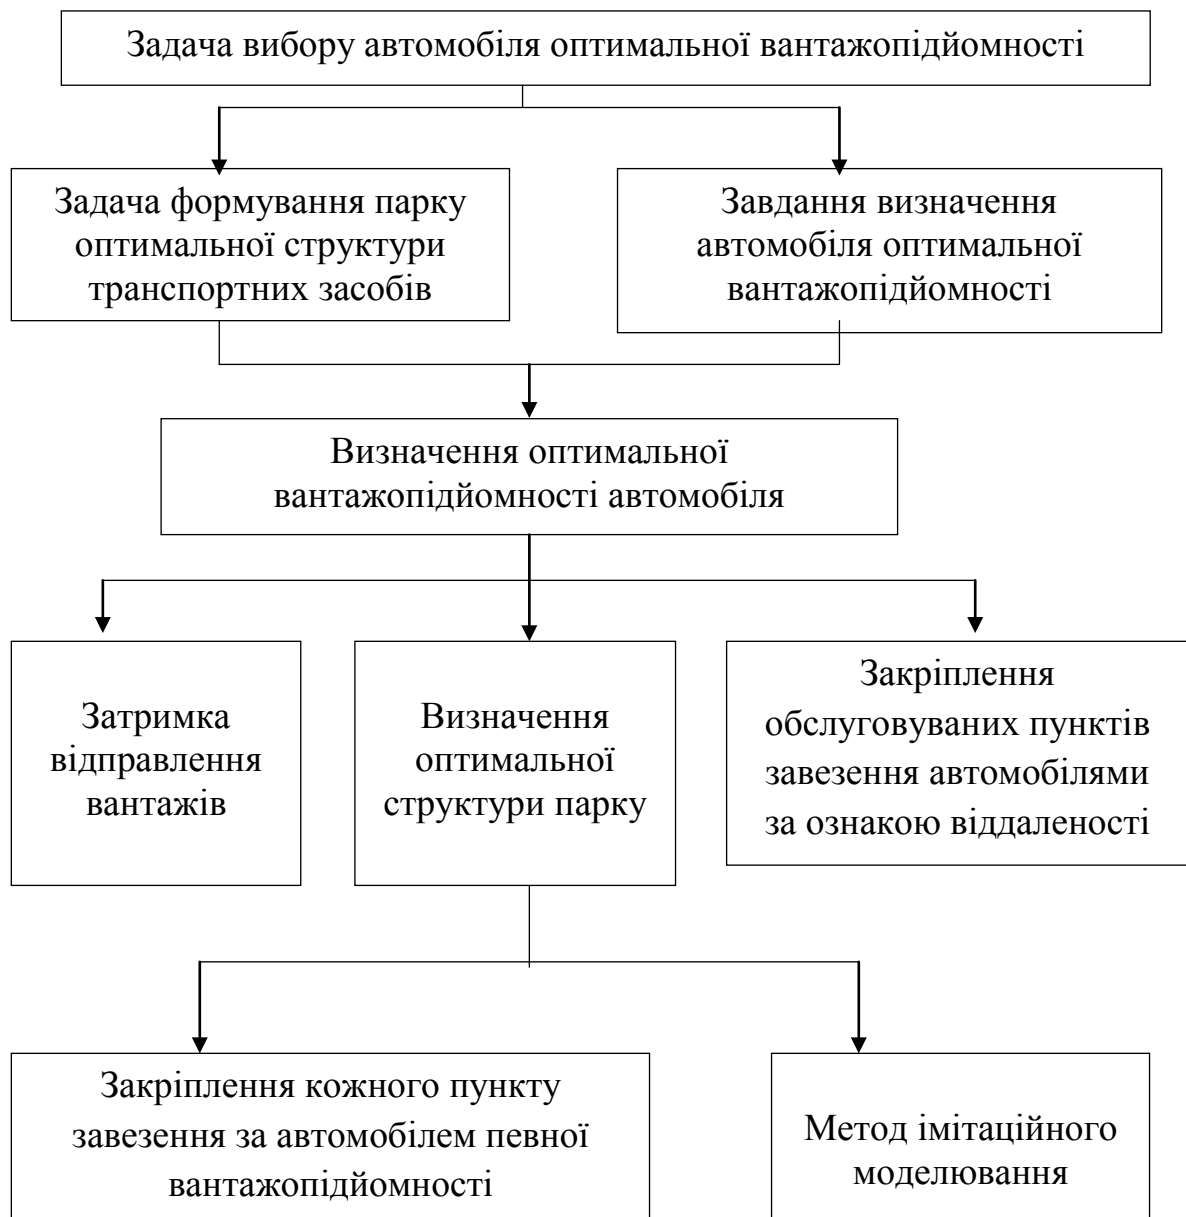 Задача вибору автомобіля оптимальної вантажопідйомності
Задача формування парку
оптимальної структури
транспортних засобів
Завдання визначення
автомобіля оптимальної
вантажопідйомності
Визначення оптимальної
вантажопідйомності автомобіля
Затримка
відправлення
вантажів
Визначення
оптимальної
структури парку
Закріплення
обслуговуваних пунктів
завезення автомобілями
за ознакою віддаленості
Закріплення кожного пункту
завезення за автомобілем певної
вантажопідйомності
Метод імітаційного
моделювання